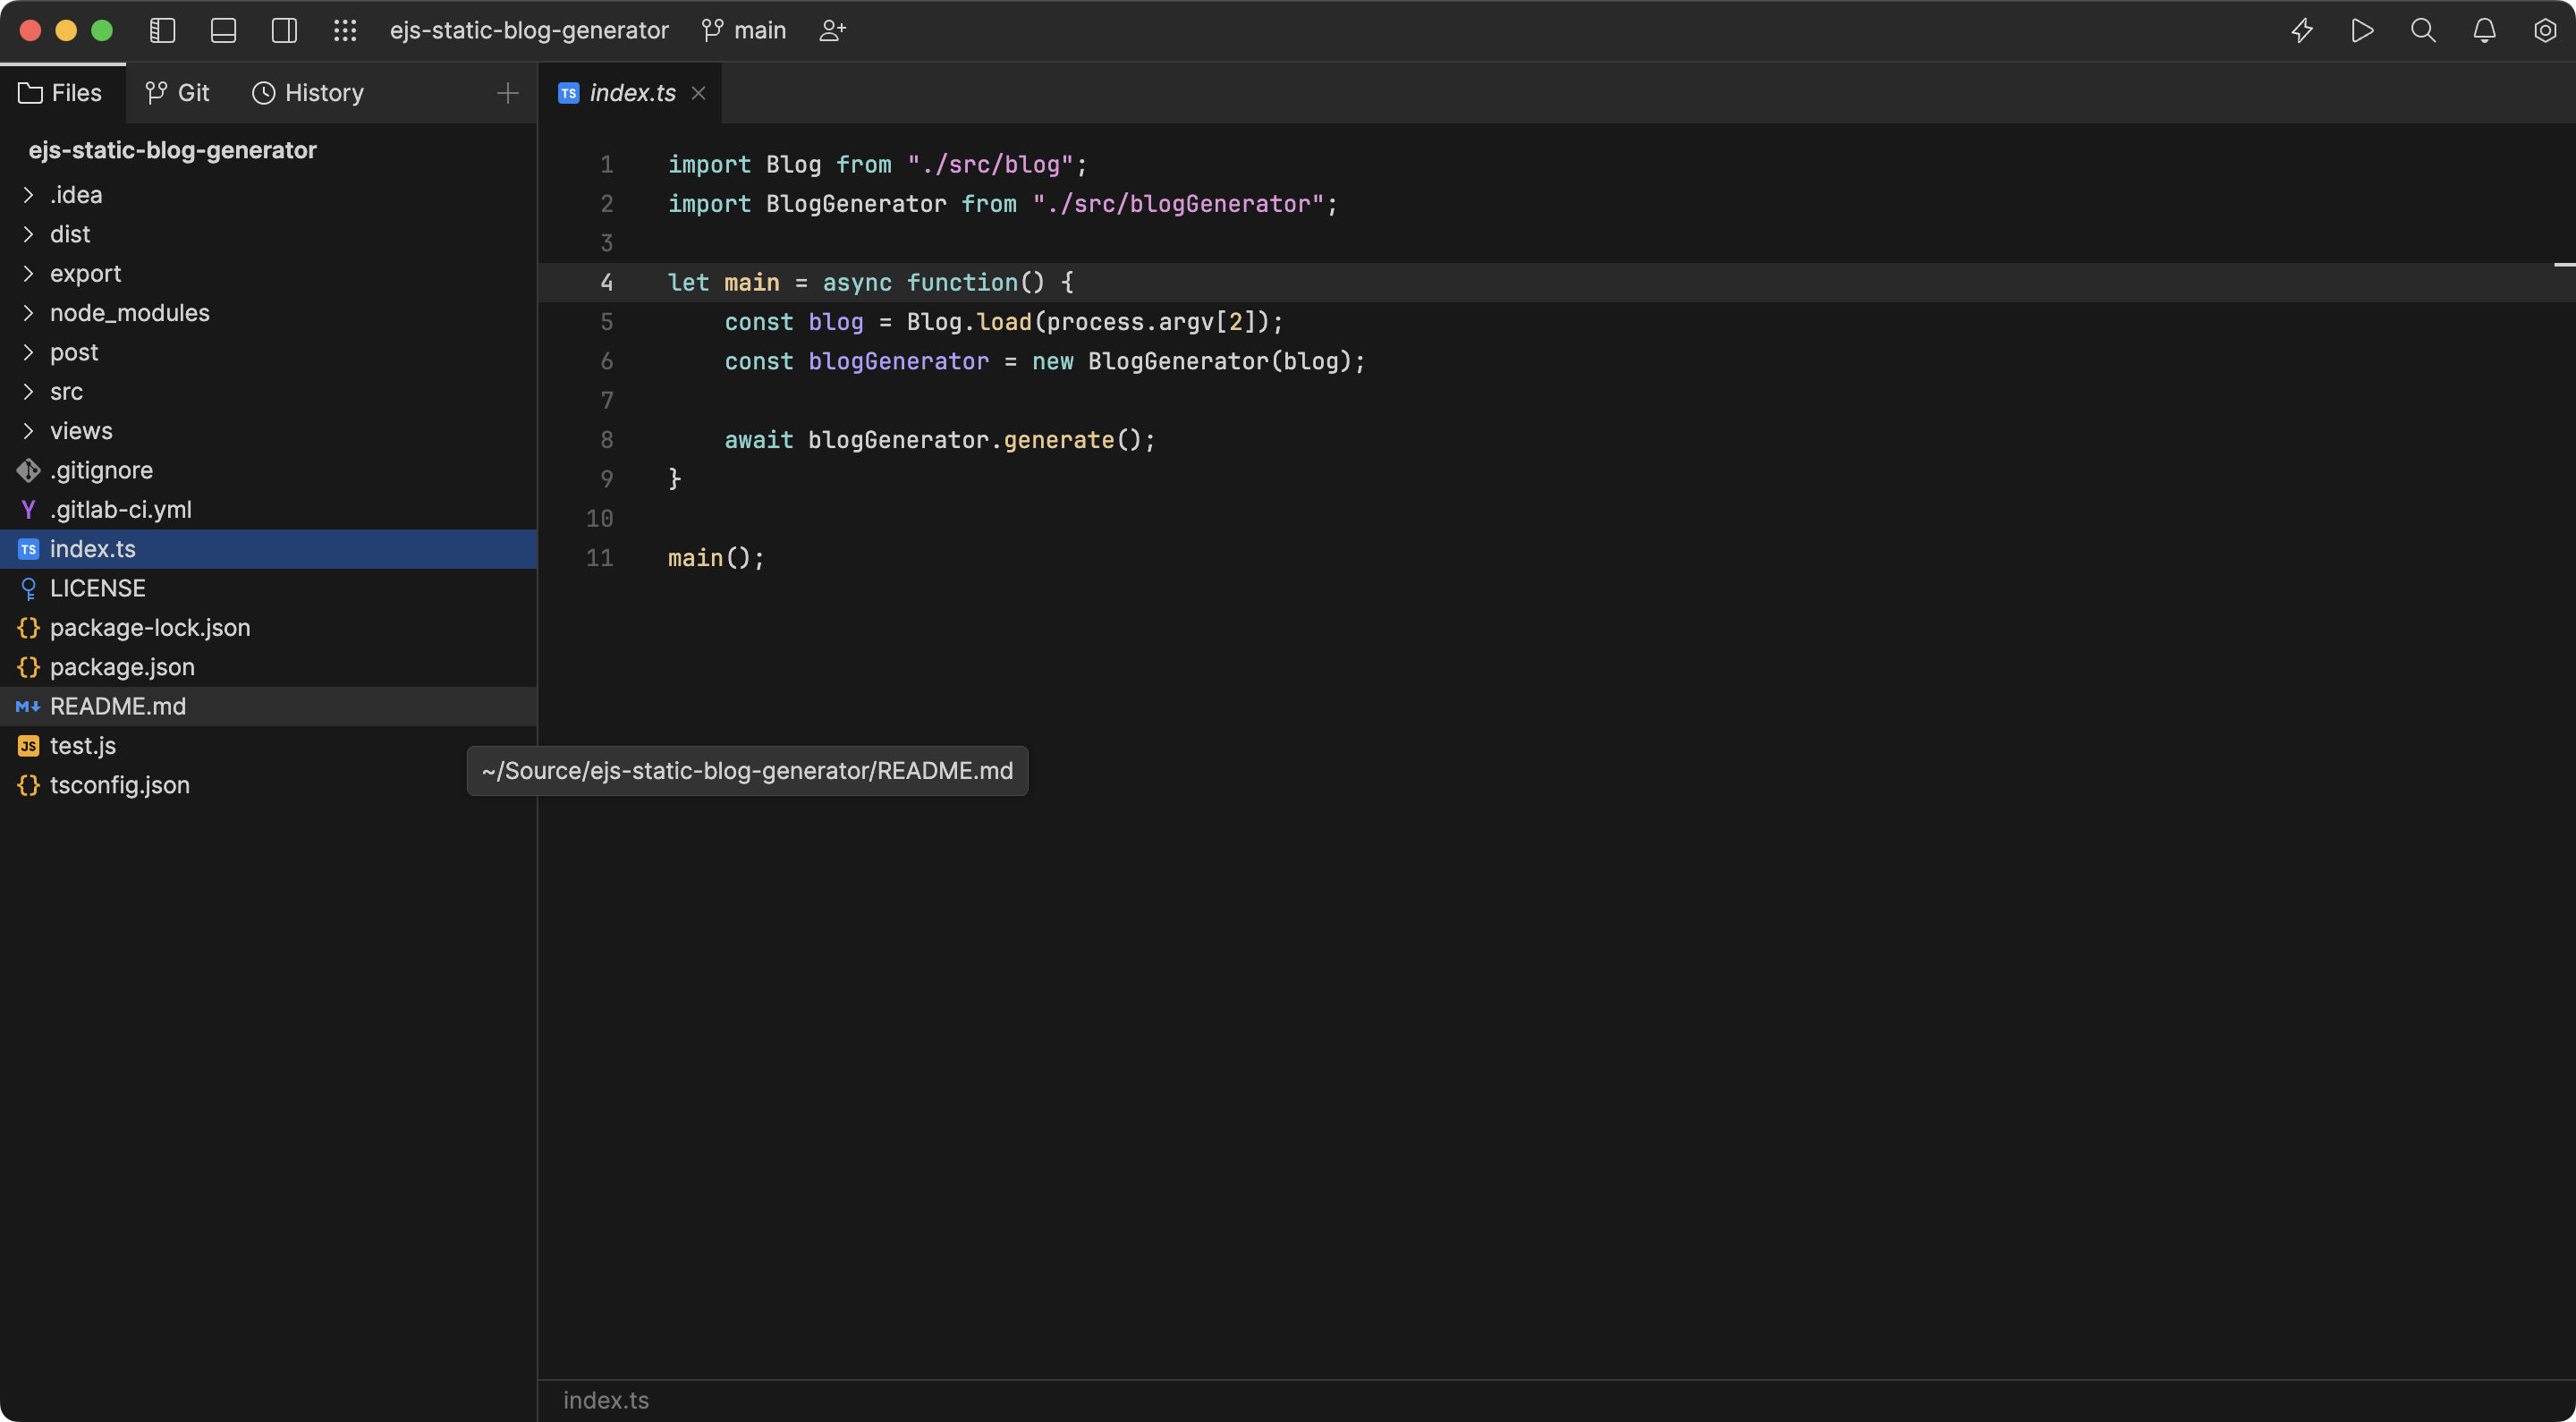 ejs-static-blog-generator main
Files Git History
ejs-static-blog-generator
.idea
dist
export
node_modules
post
src
views
.gitignore
Y .gitlab-ci.yml
TS index.ts
LICENSE
{} package-lock.json
{} package.json
M↓ README.md
JS test.js
{} tsconfig.json
~/Source/ejs-static-blog-generator/README.md
TS index.ts
1 import Blog from "./src/blog";
2 import BlogGenerator from "./src/blogGenerator";
3
4 let main = async function() {
5     const blog = Blog.load(process.argv[2]);
6     const blogGenerator = new BlogGenerator(blog);
7
8     await blogGenerator.generate();
9 }
10
11 main();
index.ts